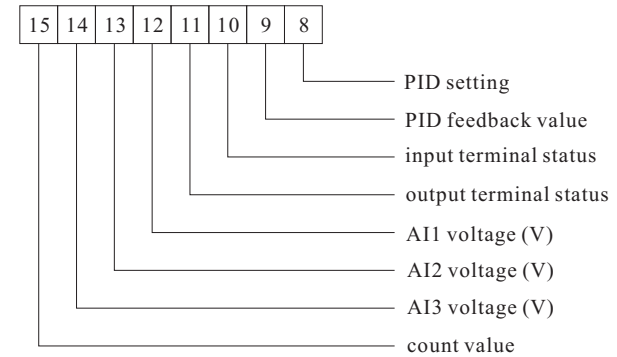 15 14 13 12 11 10 9 8
PID setting
PID feedback value
input terminal status
output terminal status
AI1 voltage (V)
AI2 voltage (V)
AI3 voltage (V)
count value